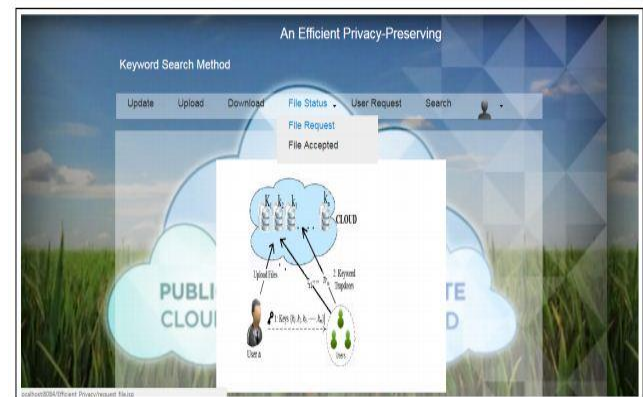 An Efficient Privacy-Preserving
Keyword Search Method
Update Upload Download File Status User Request Search
File Request
File Accepted
CLOUD
Upload Files
2: Keyword
Trapdoors
1: Keys
User a
Users
PUBLI
CLOU
TE
D